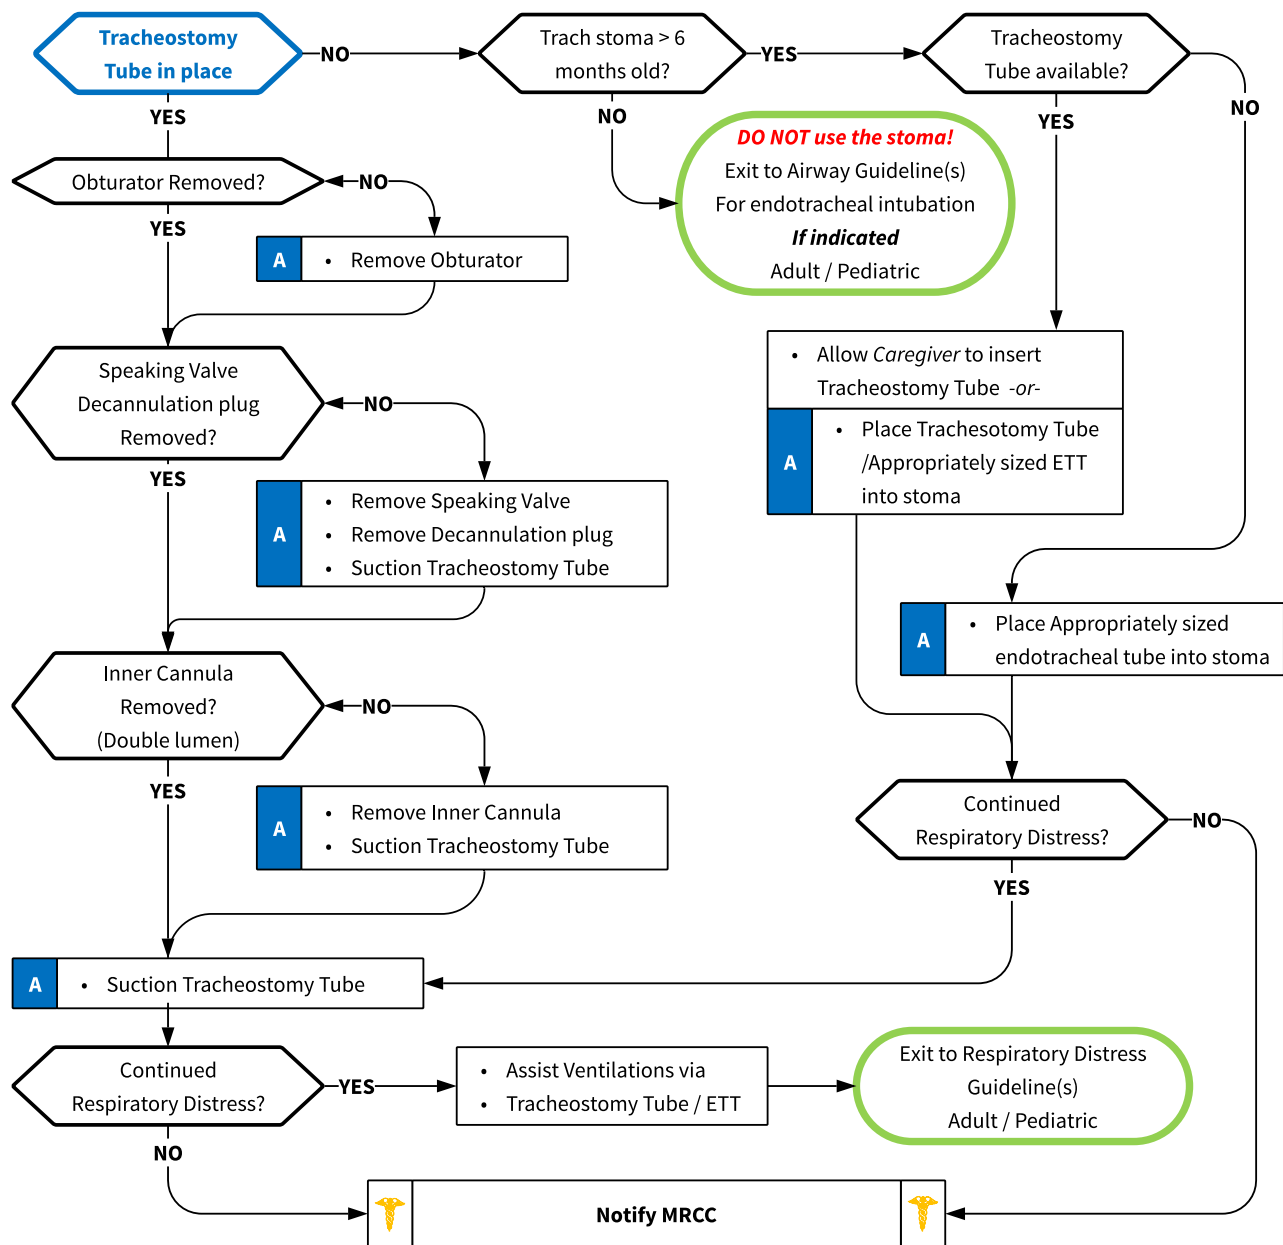 Tracheostomy
Tube in place
NO
Trach stoma > 6
months old?
YES
Tracheostomy
Tube available?
NO
YES
NO
YES
DO NOT use the stoma!
Exit to Airway Guideline(s)
For endotracheal intubation
If indicated
Adult / Pediatric
Obturator Removed?
NO
YES
A
• Remove Obturator
Speaking Valve
Decannulation plug
Removed?
NO
YES
A
• Remove Speaking Valve
• Remove Decannulation plug
• Suction Tracheostomy Tube
• Allow Caregiver to insert
Tracheostomy Tube -or-
A
• Place Trachesotomy Tube
/Appropriately sized ETT
into stoma
A
• Place Appropriately sized
endotracheal tube into stoma
Inner Cannula
Removed?
(Double lumen)
NO
YES
A
• Remove Inner Cannula
• Suction Tracheostomy Tube
Continued
Respiratory Distress?
NO
YES
A
• Suction Tracheostomy Tube
Continued
Respiratory Distress?
YES
• Assist Ventilations via
• Tracheostomy Tube / ETT
Exit to Respiratory Distress
Guideline(s)
Adult / Pediatric
NO
Notify MRCC